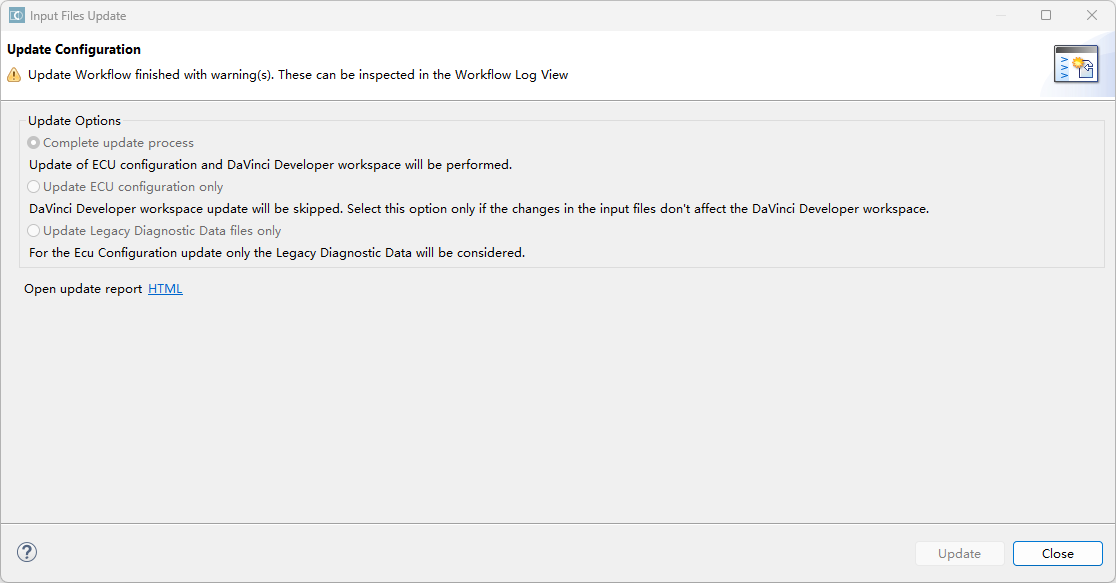 Input Files Update
Update Configuration
Update Workflow finished with warning(s). These can be inspected in the Workflow Log View
Update Options
Complete update process
Update of ECU configuration and DaVinci Developer workspace will be performed.
Update ECU configuration only
DaVinci Developer workspace update will be skipped. Select this option only if the changes in the input files don't affect the DaVinci Developer workspace.
Update Legacy Diagnostic Data files only
For the Ecu Configuration update only the Legacy Diagnostic Data will be considered.
Open update report HTML
?
Update Close